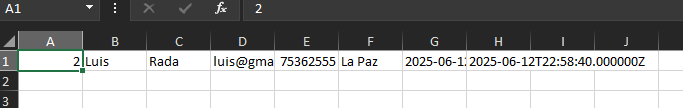 A1 fx 2
A B C D E F G H I J
1 2 Luis Rada luis@gma 75362555 La Paz 2025-06-12 2025-06-12T22:58:40.000000Z
2
3